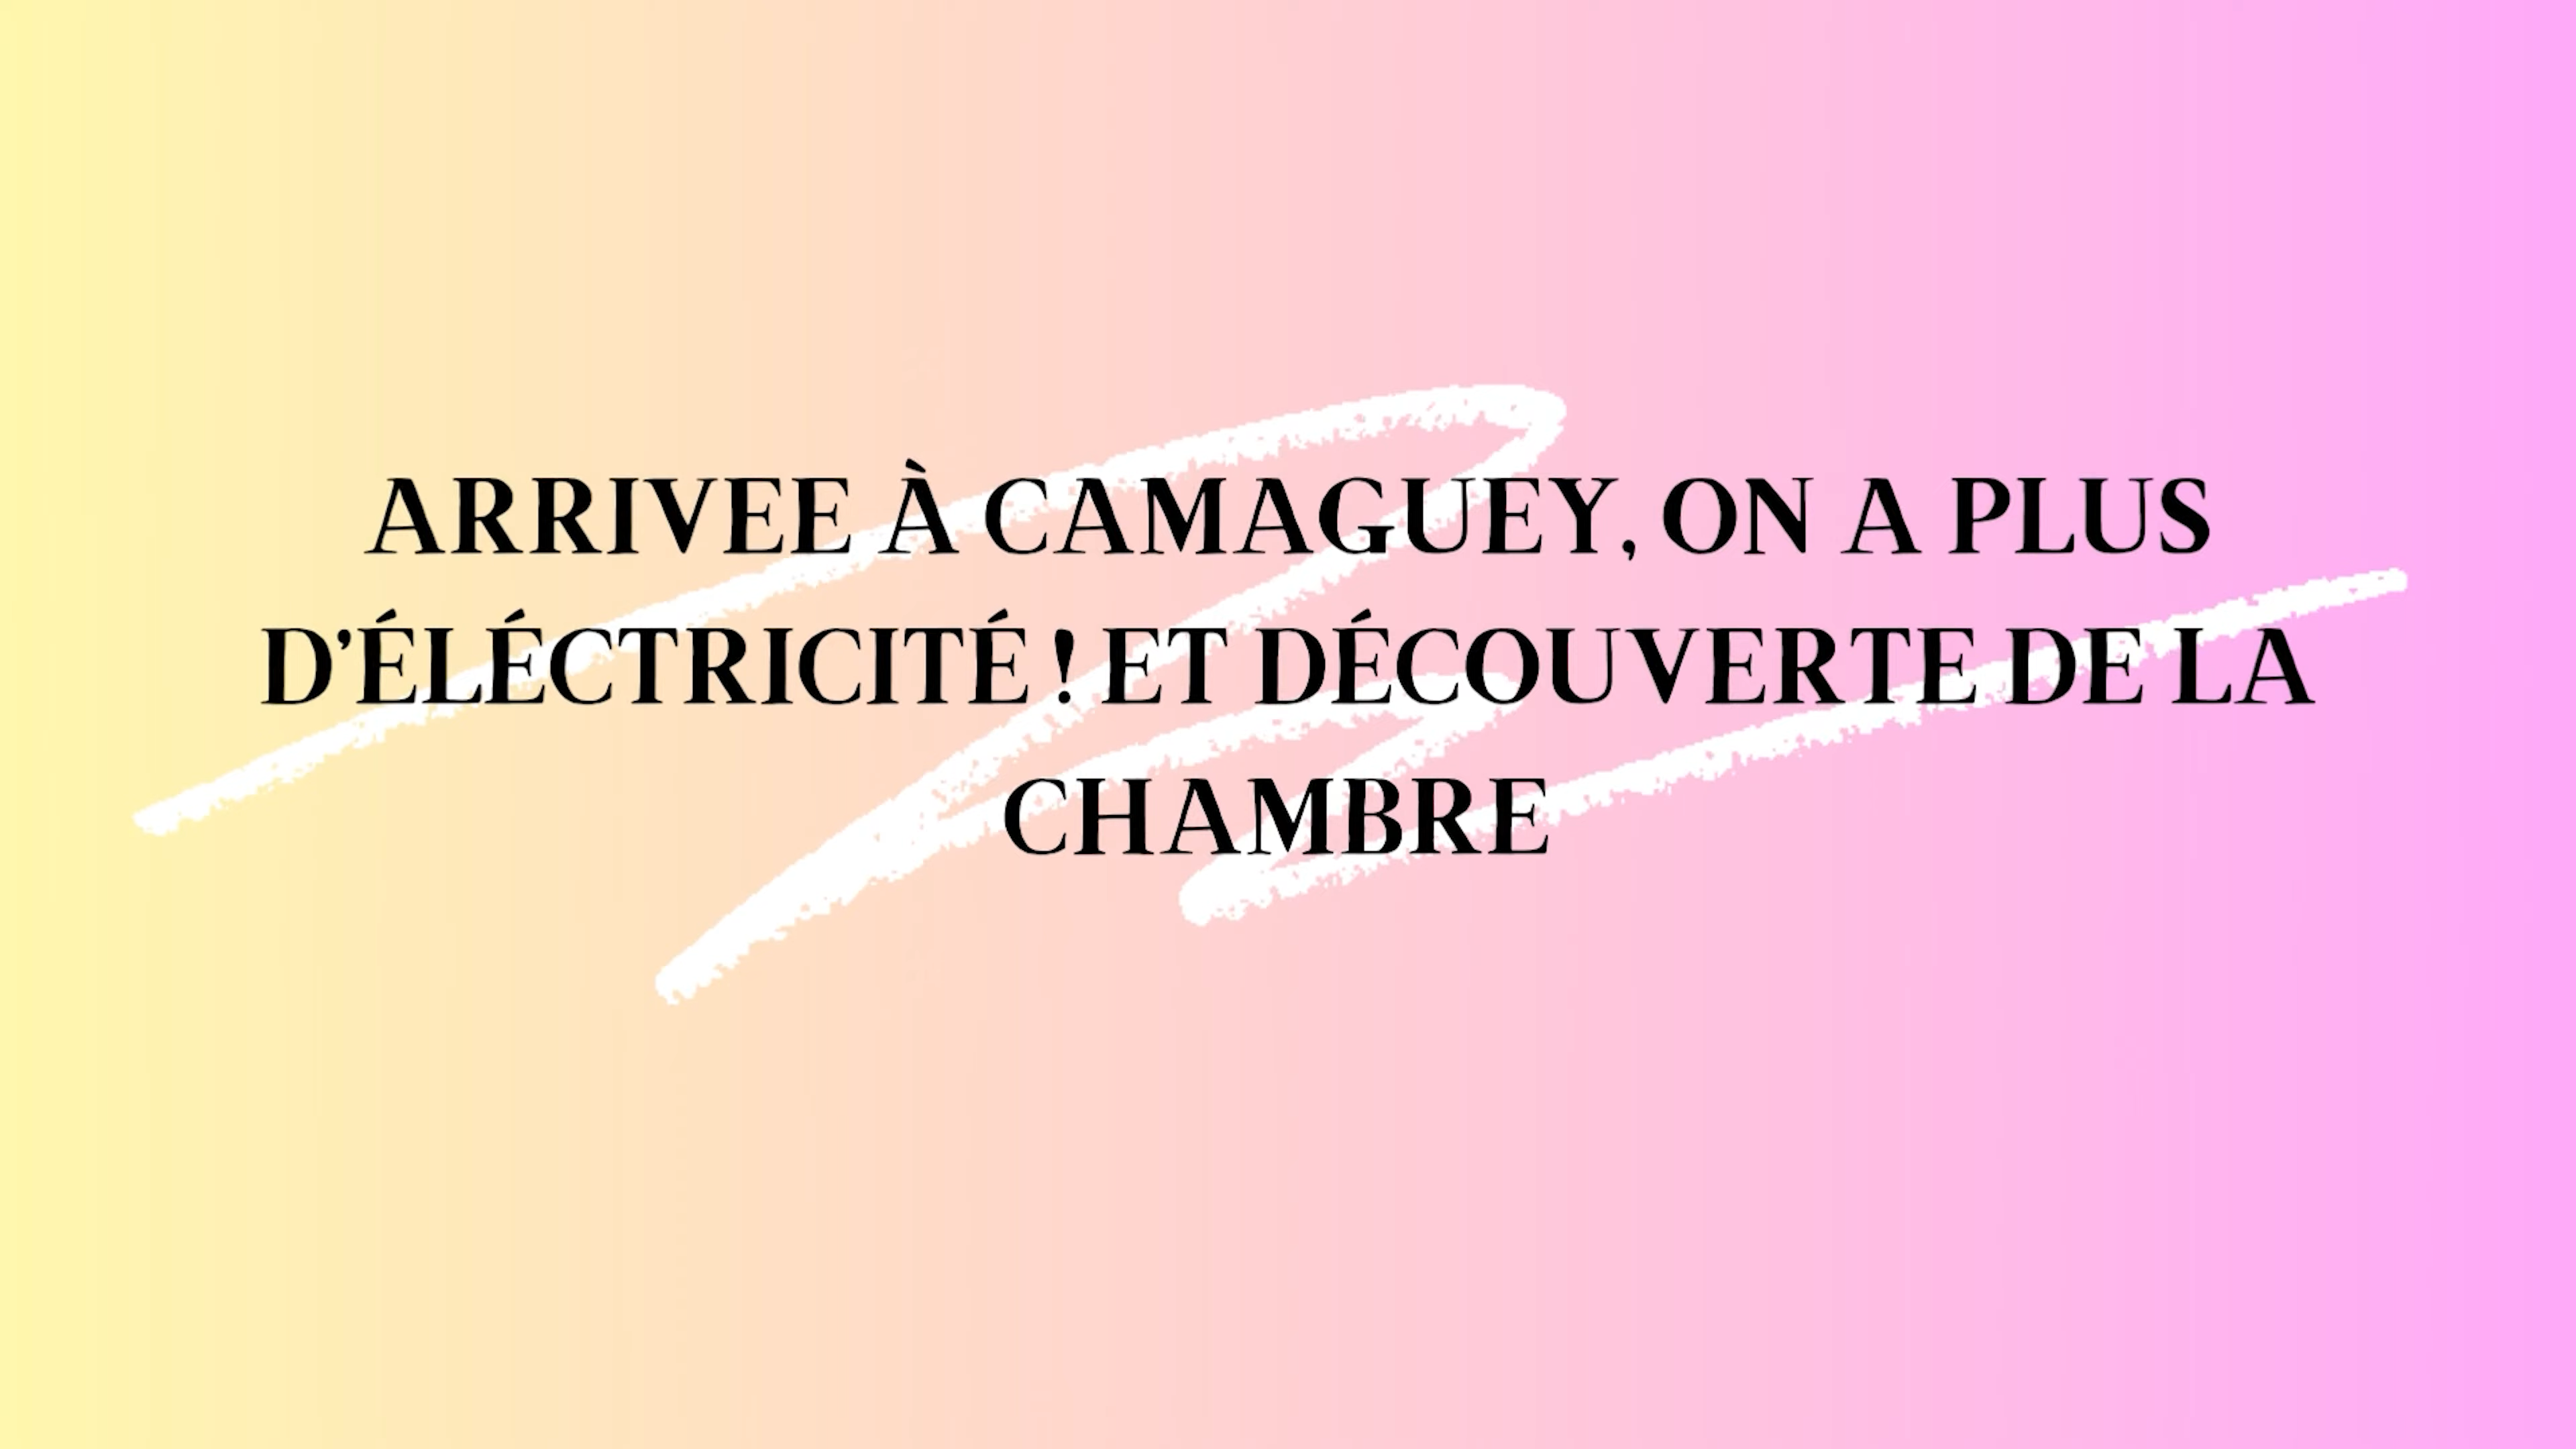 ARRIVEE À CAMAGUEY, ON A PLUS
D'ÉLÉCTRICITÉ ! ET DÉCOUVERTE DE LA
CHAMBRE